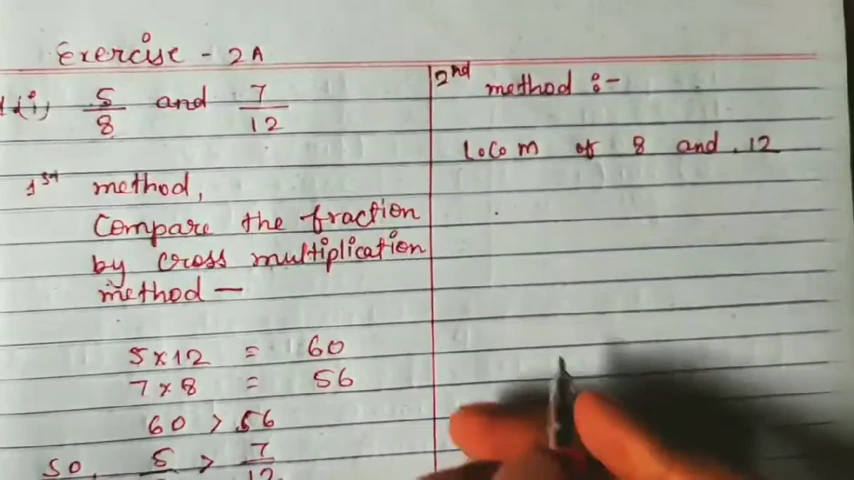 Exercise - 2A
1.(i) 5/8 and 7/12
1st method,
Compare the fraction
by cross multiplication
method —
5 x 12 = 60
7 x 8 = 56
60 > 56
So, 5/8 > 7/12
2nd method :-
L.C.M of 8 and 12